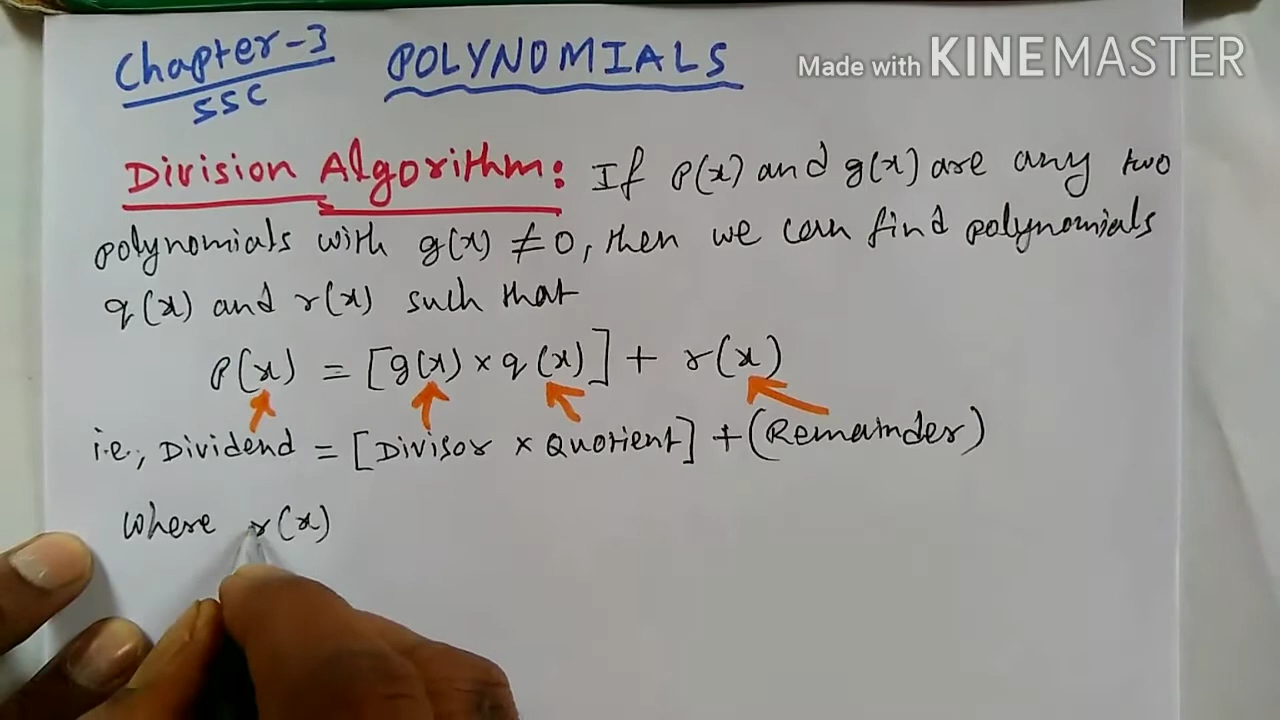 Chapter-3 POLYNOMIALS
SSC
Made with KINEMASTER
Division Algorithm: If p(x) and g(x) are any two
polynomials with g(x) ≠ 0, then we can find polynomials
q(x) and r(x) such that
p(x) = [g(x) × q(x)] + r(x)
i.e., Dividend = [Divisor × Quotient] + (Remainder)
where r(x)